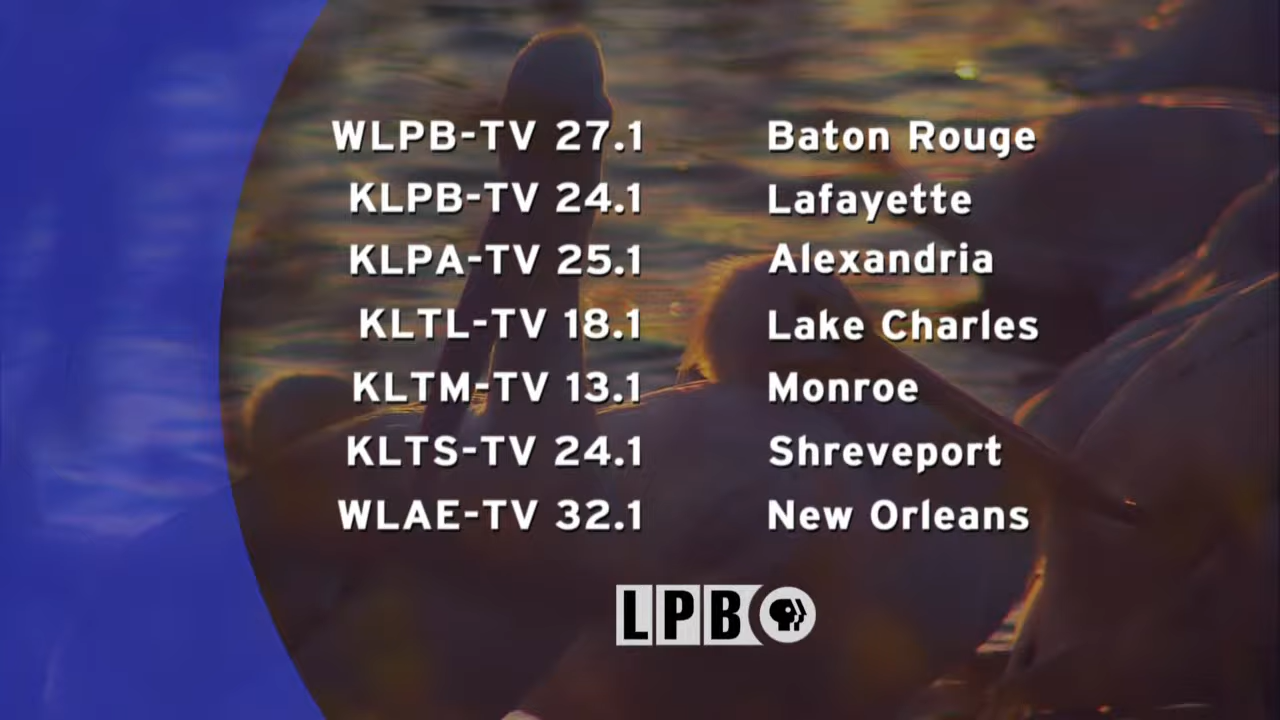 WLPB-TV 27.1 Baton Rouge
KLPB-TV 24.1 Lafayette
KLPA-TV 25.1 Alexandria
KLTL-TV 18.1 Lake Charles
KLTM-TV 13.1 Monroe
KLTS-TV 24.1 Shreveport
WLAE-TV 32.1 New Orleans
LPB